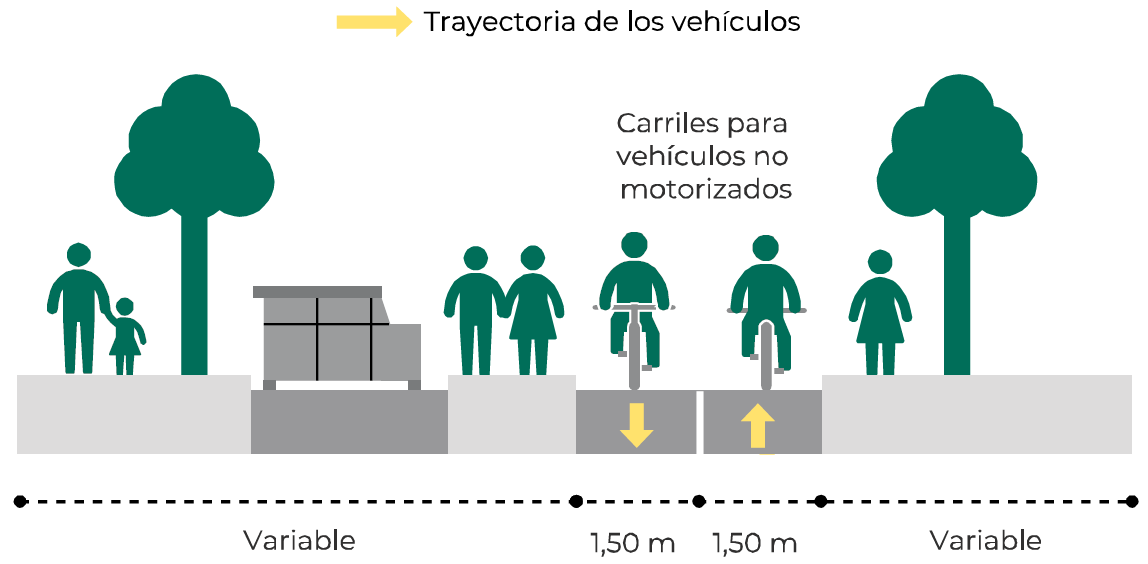 Trayectoria de los vehículos
Carriles para
vehículos no
motorizados
Variable
1,50 m
1,50 m
Variable